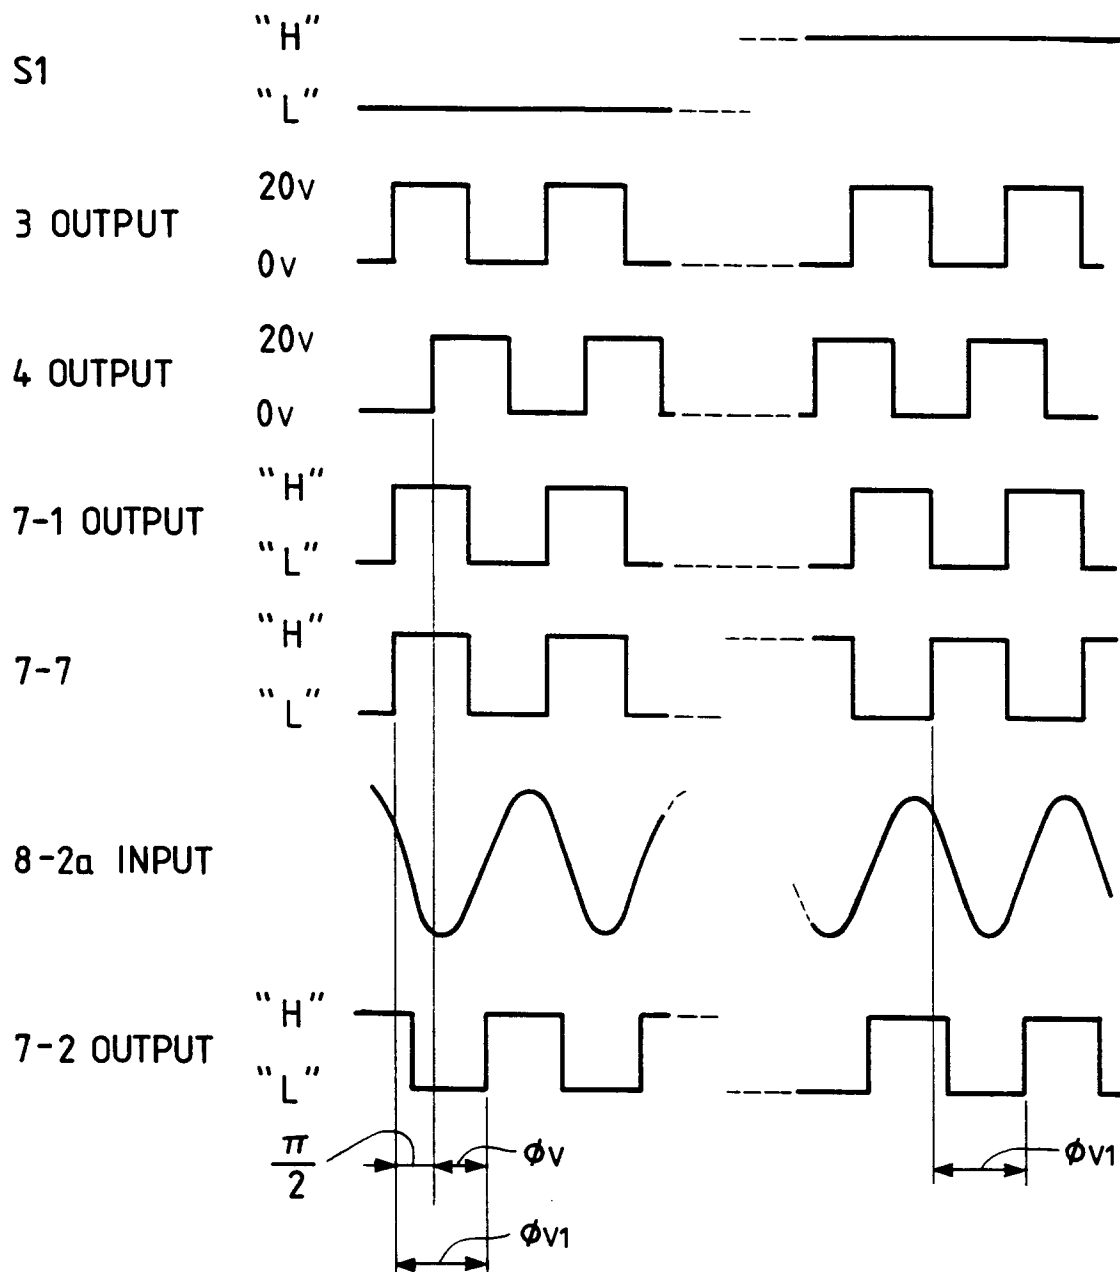 S1 “H”
“L”
3 OUTPUT 20V
0V
4 OUTPUT 20V
0V
7-1 OUTPUT “H”
“L”
7-7 “H”
“L”
8-2a INPUT
7-2 OUTPUT “H”
“L”
π/2 ϕV ϕV1
ϕV1